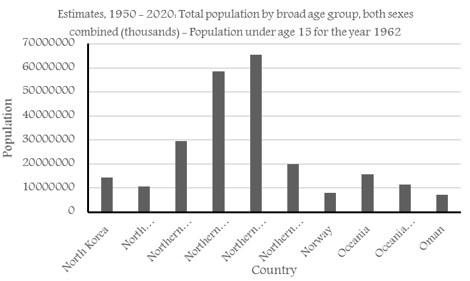 Estimates, 1950 - 2020: Total population by broad age group, both sexes
combined (thousands) - Population under age 15 for the year 1962
70000000
60000000
50000000
40000000
30000000
20000000
10000000
0
Population
North Korea
North...
Northern...
Northern...
Northern...
Northern...
Norway
Oceania
Oceania...
Oman
Country